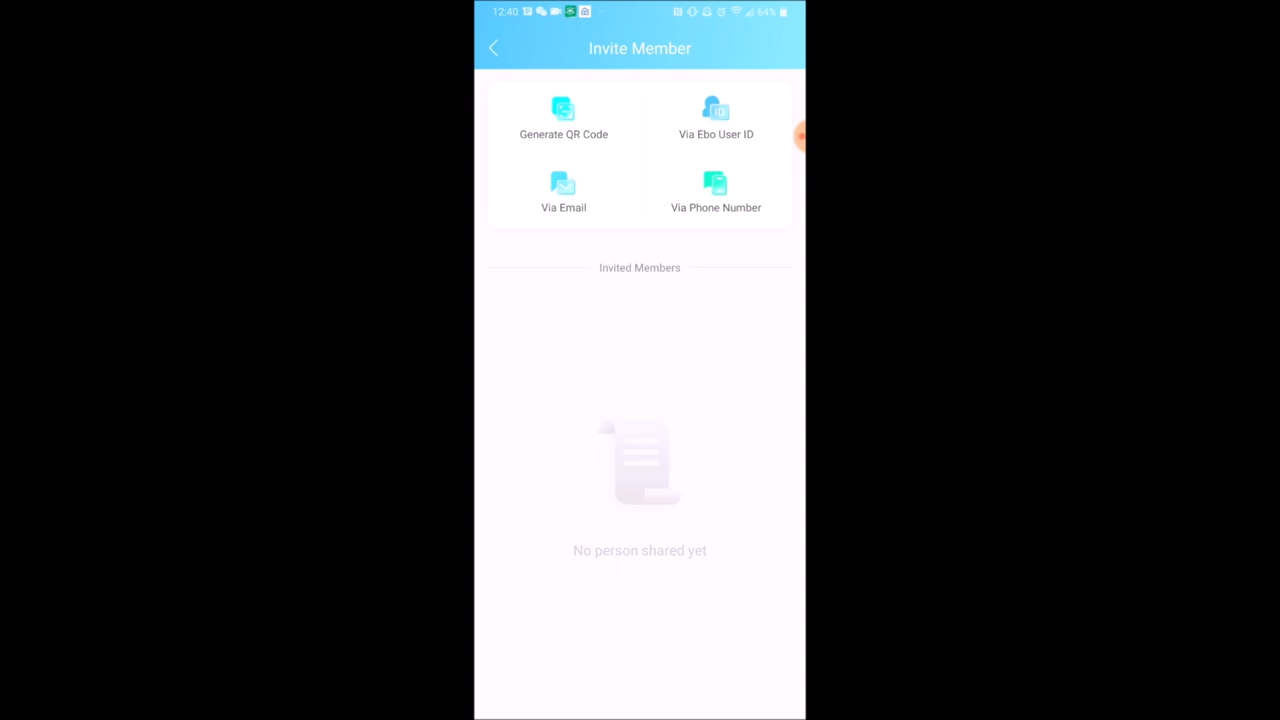 12:40
64%
Invite Member
Generate QR Code
ID
Via Ebo User ID
Via Email
Via Phone Number
Invited Members
No person shared yet